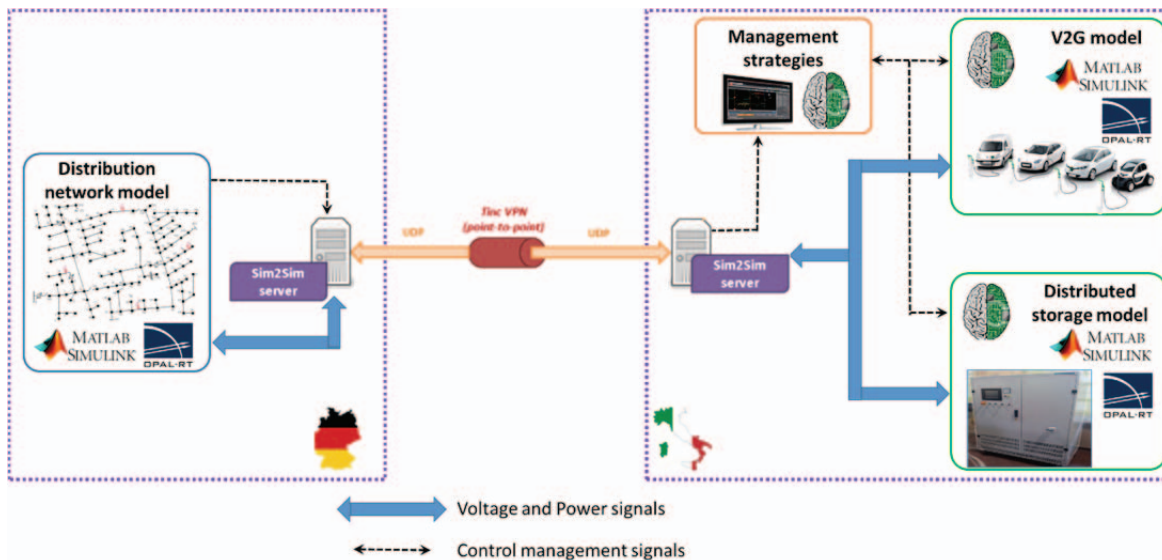 Distribution
network model
MATLAB
SIMULINK
OPAL-RT
Sim2Sim
server
UDP
Tinc VPN
(point-to-point)
UDP
Sim2Sim
server
Management
strategies
V2G model
MATLAB
SIMULINK
OPAL-RT
Distributed
storage model
MATLAB
SIMULINK
OPAL-RT
Voltage and Power signals
Control management signals